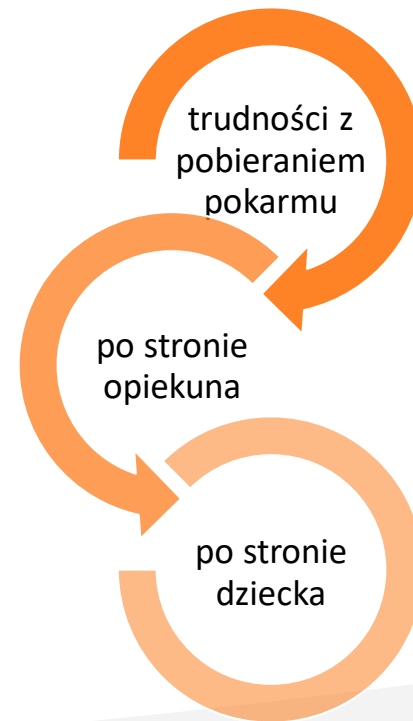 trudności z
pobieraniem
pokarmu
po stronie
opiekuna
po stronie
dziecka